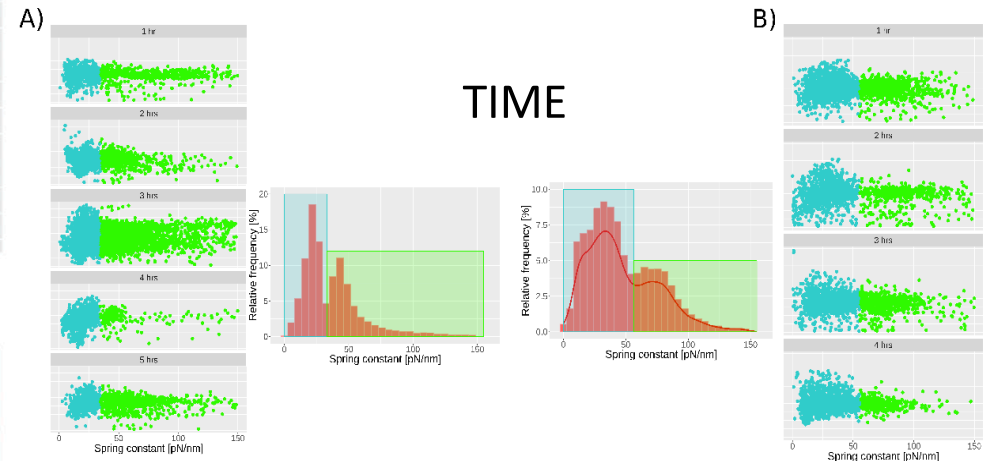 A)
1 hr
2 hrs
3 hrs
4 hrs
5 hrs
0 50 100 150
Spring constant [pN/nm]
TIME
Relative frequency [%]
20
15
10
5
0
0 50 100 150
Spring constant [pN/nm]
Relative frequency [%]
10.0
7.5
5.0
2.5
0.0
0 50 100 150
Spring constant [pN/nm]
B)
1 hr
2 hrs
3 hrs
4 hrs
0 50 100 150
Spring constant [pN/nm]